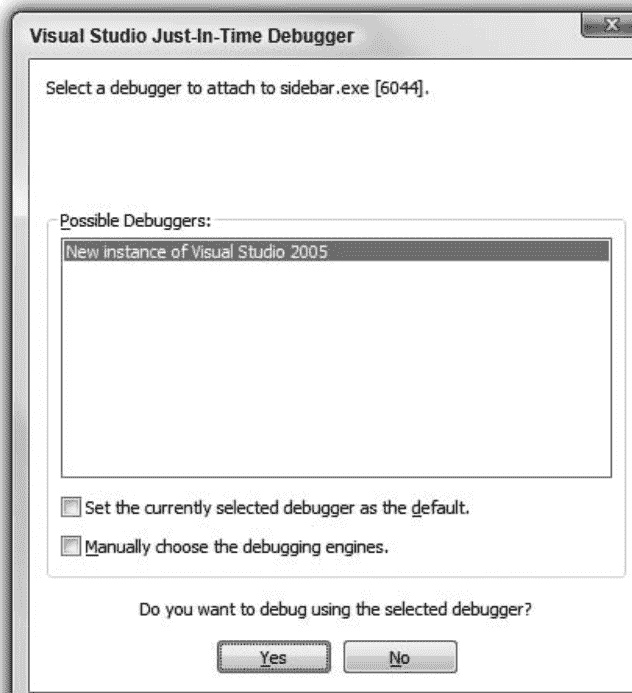 Visual Studio Just-In-Time Debugger
Select a debugger to attach to sidebar.exe [6044].
Possible Debuggers:
New instance of Visual Studio 2005
Set the currently selected debugger as the default.
Manually choose the debugging engines.
Do you want to debug using the selected debugger?
Yes
No